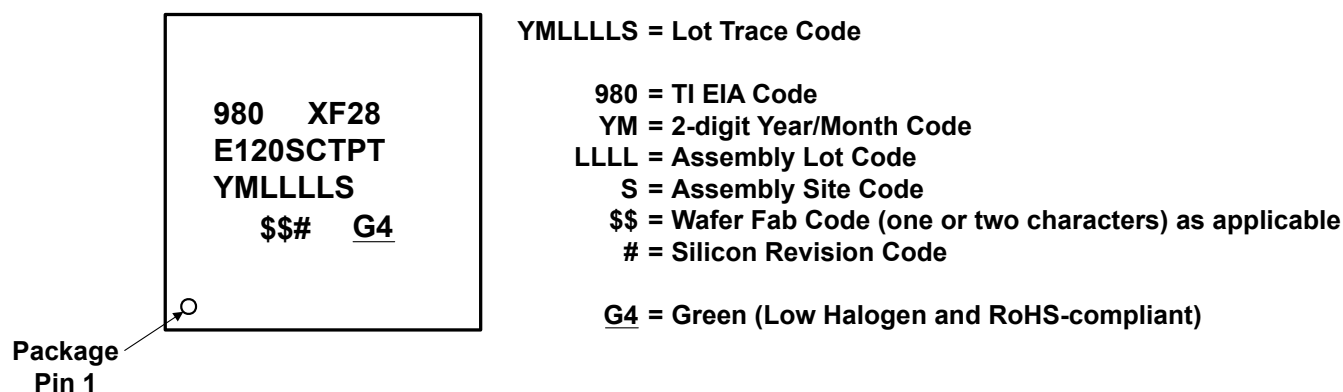 980 XF28
E120SCTPT
YMLLLLS
$$# G4
Package
Pin 1
YMLLLLS = Lot Trace Code
980 = TI EIA Code
YM = 2-digit Year/Month Code
LLLL = Assembly Lot Code
S = Assembly Site Code
$$ = Wafer Fab Code (one or two characters) as applicable
# = Silicon Revision Code
G4 = Green (Low Halogen and RoHS-compliant)